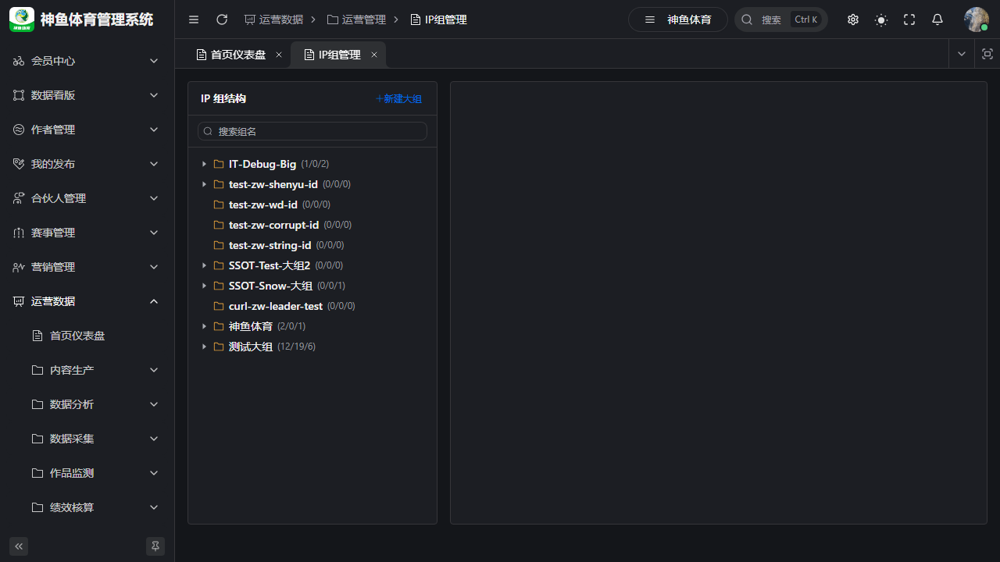 神鱼体育管理系统
运营数据
运营管理
IP组管理
神鱼体育
搜索
Ctrl K
首页仪表盘
IP组管理
会员中心
数据看版
作者管理
我的发布
合伙人管理
赛事管理
营销管理
运营数据
首页仪表盘
内容生产
数据分析
数据采集
作品监测
绩效核算
IP 组结构
+新建大组
搜索组名
IT-Debug-Big (1/0/2)
test-zw-shenyu-id (0/0/0)
test-zw-wd-id (0/0/0)
test-zw-corrupt-id (0/0/0)
test-zw-string-id (0/0/0)
SSOT-Test-大组2 (0/0/0)
SSOT-Snow-大组 (0/0/1)
curl-zw-leader-test (0/0/0)
神鱼体育 (2/0/1)
测试大组 (12/19/6)